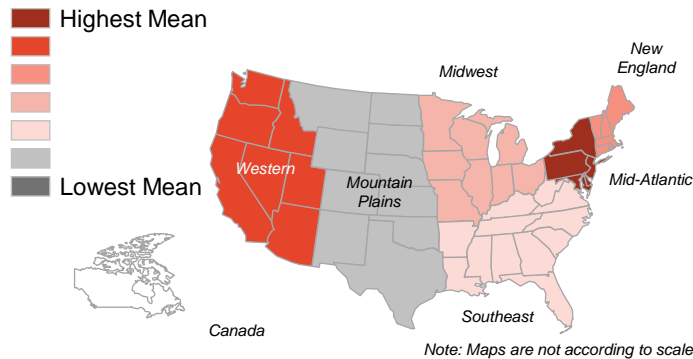 Highest Mean
New
England
Midwest
Western
Mountain
Plains
Mid-Atlantic
Lowest Mean
Southeast
Canada
Note: Maps are not according to scale